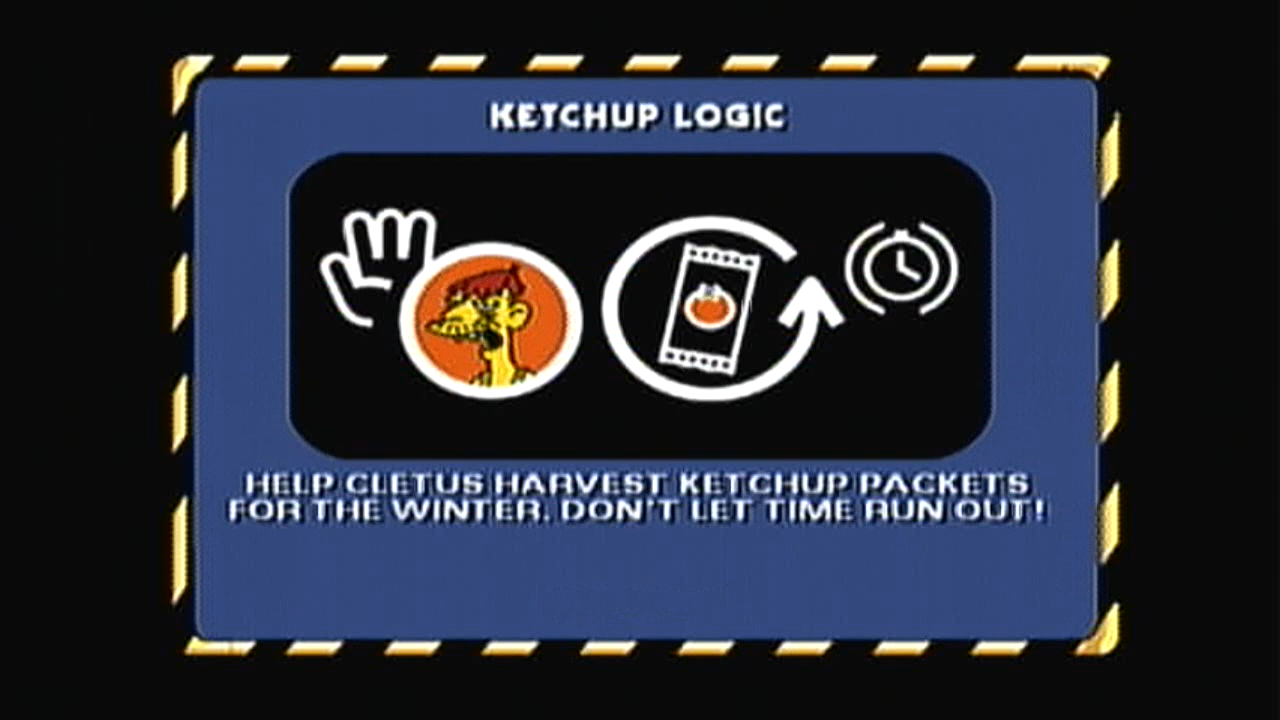 KETCHUP LOGIC
HELP CLETUS HARVEST KETCHUP PACKETS
FOR THE WINTER. DON'T LET TIME RUN OUT!